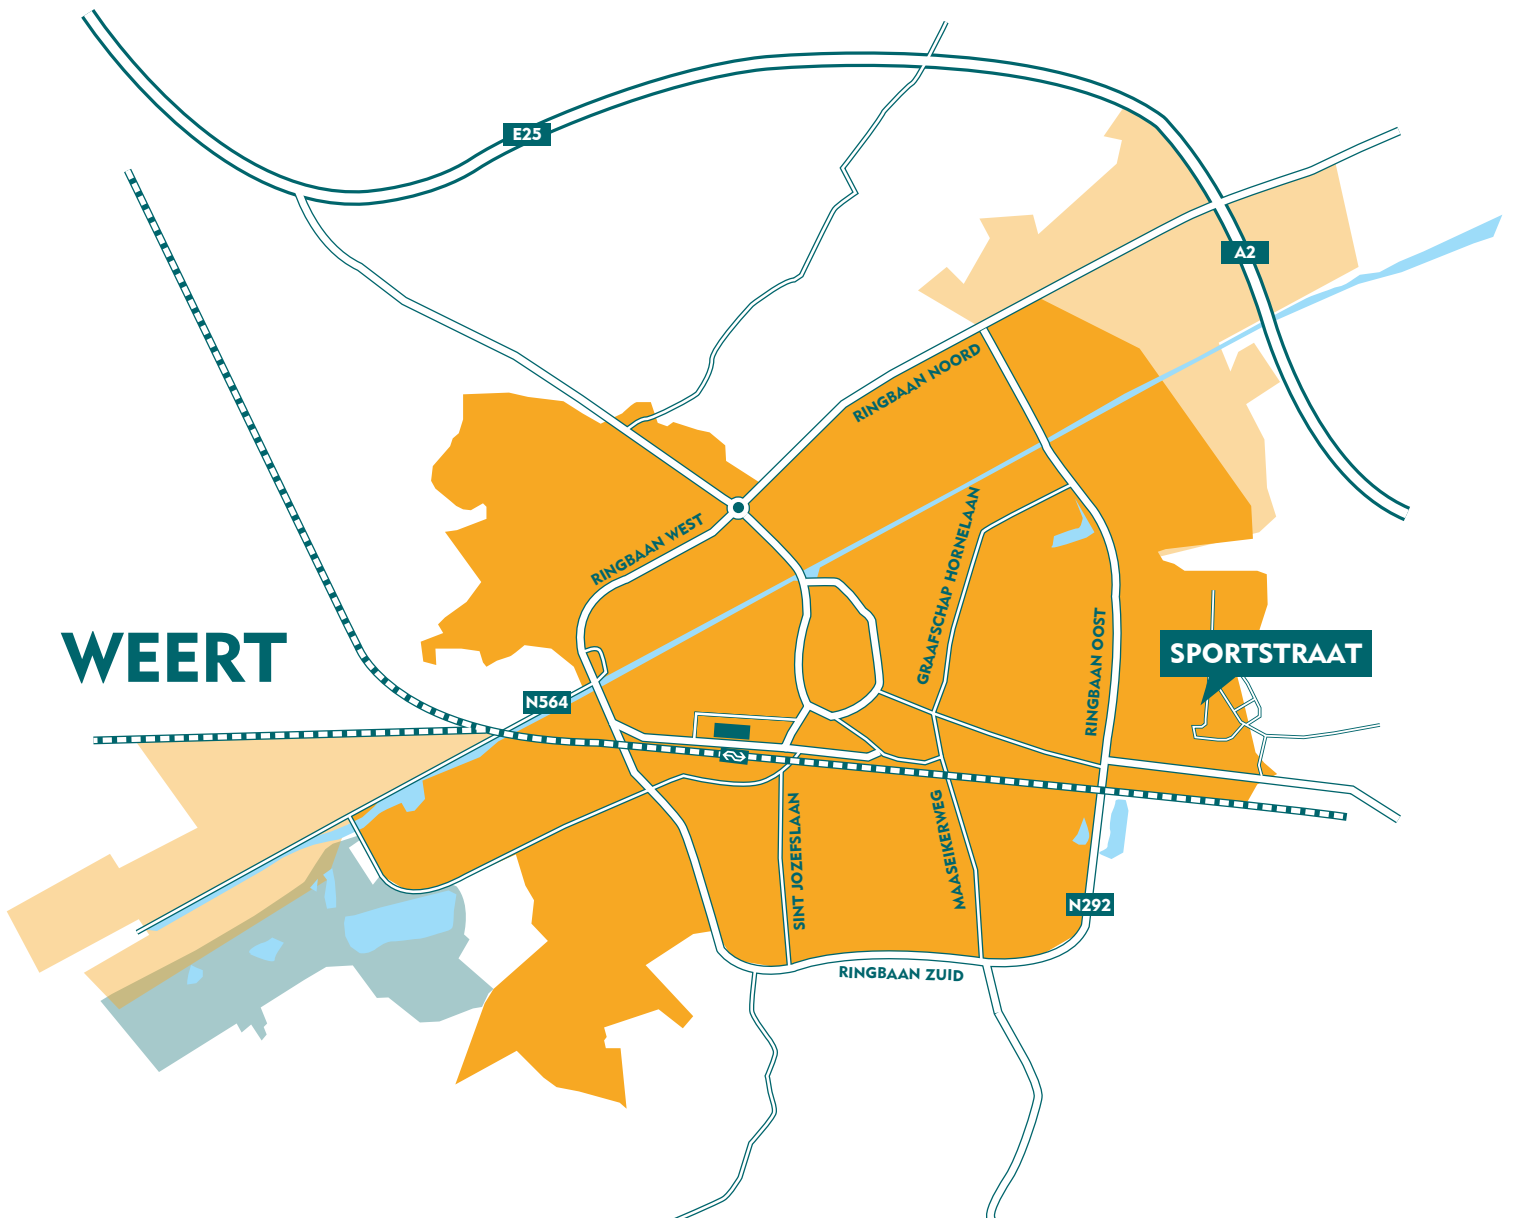 E25
A2
RINGBAAN NOORD
GRAAFSCHAP HORNELAAN
RINGBAAN WEST
RINGBAAN OOST
WEERT
SPORTSTRAAT
N564
SINT JOZEFSLAAN
MAASEIKERWEG
N292
RINGBAAN ZUID